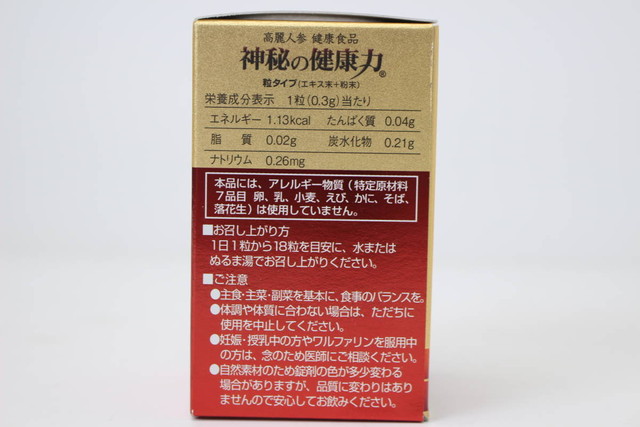 高麗人参 健康食品
神秘の健康力®
粒タイプ(エキス末+粉末)
栄養成分表示 1粒(0.3g)当たり
エネルギー 1.13kcal たんぱく質 0.04g
脂 質 0.02g 炭水化物 0.21g
ナトリウム 0.26mg
本品には、アレルギー物質(特定原材料
7品目 卵、乳、小麦、えび、かに、そば、
落花生)は使用していません。
■お召し上がり方
1日1粒から18粒を目安に、水または
ぬるま湯でお召し上がりください。
■ご注意
●主食・主菜・副菜を基本に、食事のバランスを。
●体調や体質に合わない場合は、ただちに
使用を中止してください。
●妊娠・授乳中の方やワルファリンを服用中
の方は、念のため医師にご相談ください。
●自然素材のため錠剤の色が多少変わる
場合がありますが、品質に変わりはあり
ませんので安心してお飲みください。